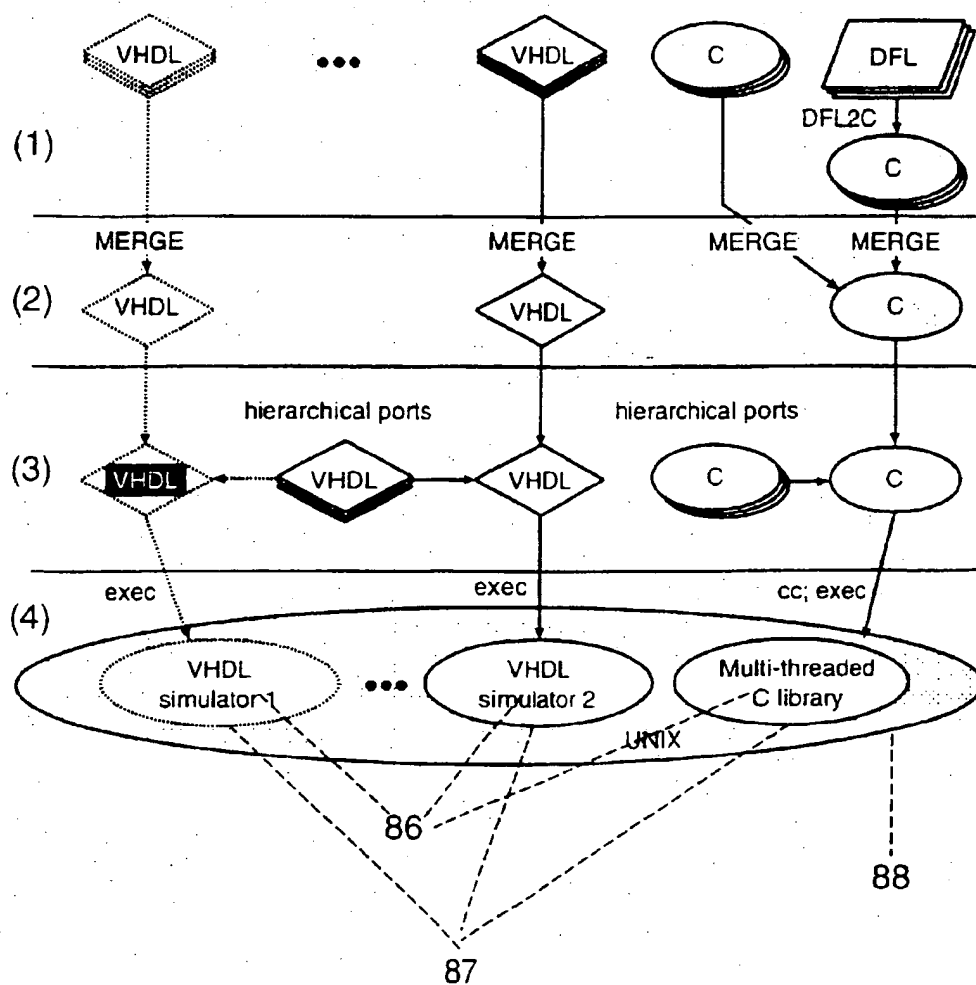 VHDL
VHDL
C
DFL
DFL2C
(1)
C
MERGE
MERGE
MERGE
MERGE
(2)
VHDL
VHDL
C
hierarchical ports
hierarchical ports
(3)
VHDL
VHDL
VHDL
C
C
exec
exec
cc; exec
(4)
VHDL
simulator 1
VHDL
simulator 2
Multi-threaded
C library
UNIX
86
88
87